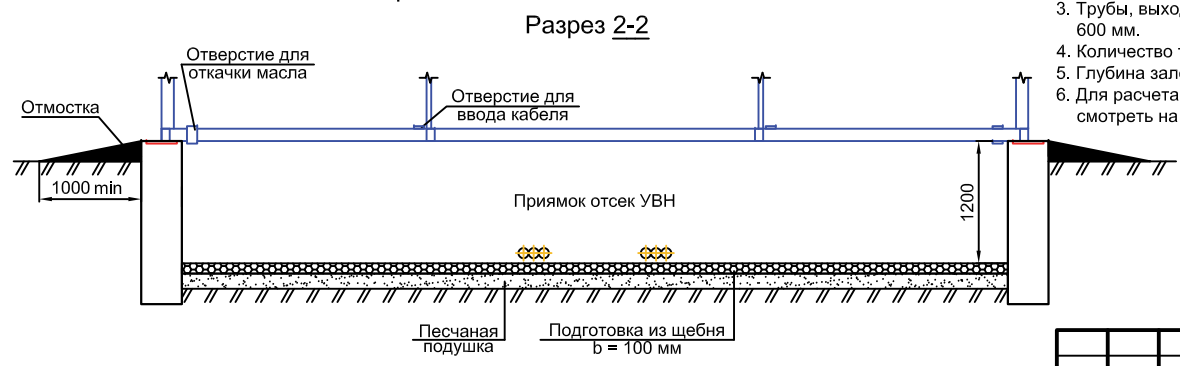 Разрез 2-2
3. Трубы,
600 мм.
4. Количество
5. Глубина
6. Для расчета
смотреть на
Отверстие для
откачки масла
Отмостка
Отверстие для
ввода кабеля
1000 min
Приямок отсек УВН
1200
Песчаная
подушка
Подготовка из щебня
b = 100 мм